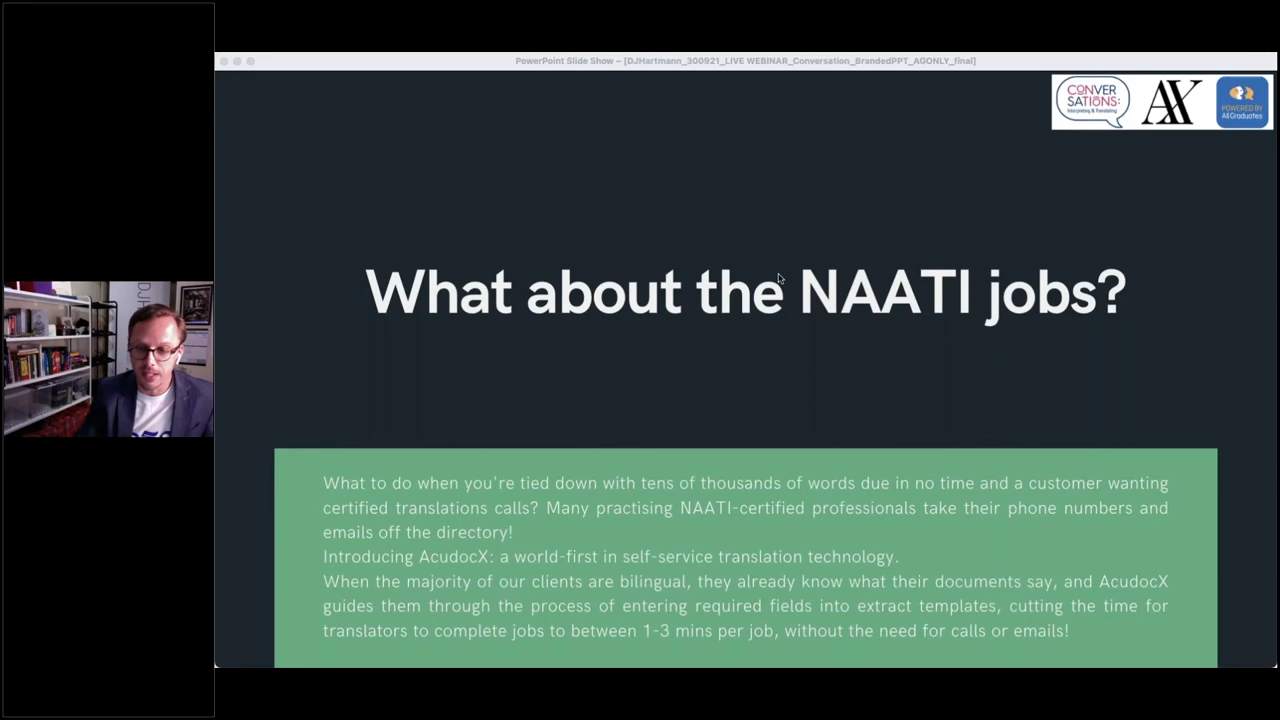 PowerPoint Slide Show – [DJHartmann_300921_LIVE WEBINAR_Conversation_BrandedPPT_AGONLY_final]
CONVER
SATIONS:
Interpreting & Translating
AX
POWERED BY
AllGraduates
What about the NAATI jobs?
What to do when you're tied down with tens of thousands of words due in no time and a customer wanting
certified translations calls? Many practising NAATI-certified professionals take their phone numbers and
emails off the directory!
Introducing AcudocX: a world-first in self-service translation technology.
When the majority of our clients are bilingual, they already know what their documents say, and AcudocX
guides them through the process of entering required fields into extract templates, cutting the time for
translators to complete jobs to between 1-3 mins per job, without the need for calls or emails!